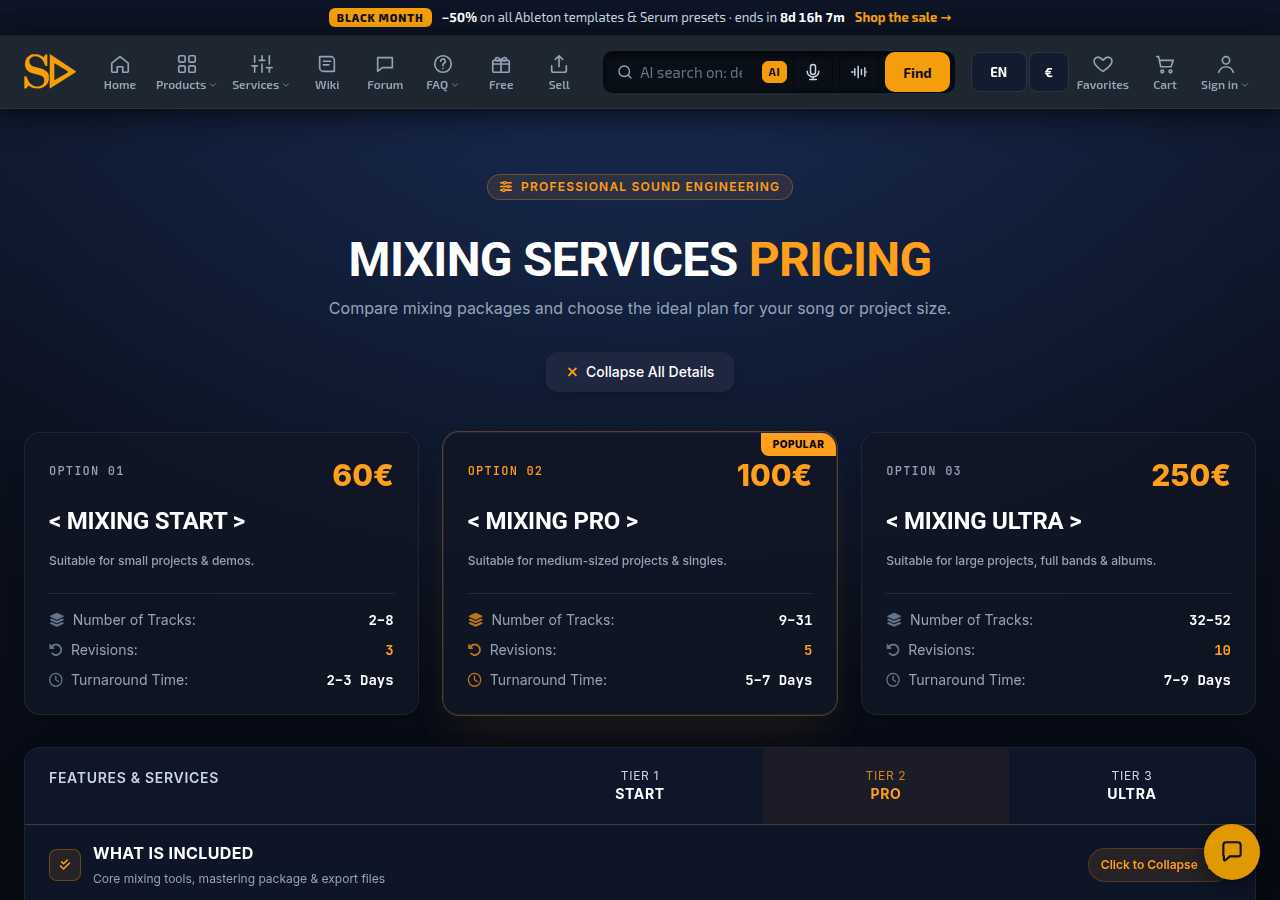 BLACK MONTH −50% on all Ableton templates & Serum presets · ends in 8d 16h 7m Shop the sale →
Home Products Services Wiki Forum FAQ Free Sell
AI search on: AI Find EN € Favorites Cart Sign in
PROFESSIONAL SOUND ENGINEERING
MIXING SERVICES PRICING
Compare mixing packages and choose the ideal plan for your song or project size.
✕ Collapse All Details
OPTION 01 60€
< MIXING START >
Suitable for small projects & demos.
Number of Tracks: 2–8
Revisions: 3
Turnaround Time: 2–3 Days
POPULAR
OPTION 02 100€
< MIXING PRO >
Suitable for medium-sized projects & singles.
Number of Tracks: 9–31
Revisions: 5
Turnaround Time: 5–7 Days
OPTION 03 250€
< MIXING ULTRA >
Suitable for large projects, full bands & albums.
Number of Tracks: 32–52
Revisions: 10
Turnaround Time: 7–9 Days
FEATURES & SERVICES
TIER 1
START
TIER 2
PRO
TIER 3
ULTRA
WHAT IS INCLUDED
Core mixing tools, mastering package & export files
Click to Collapse